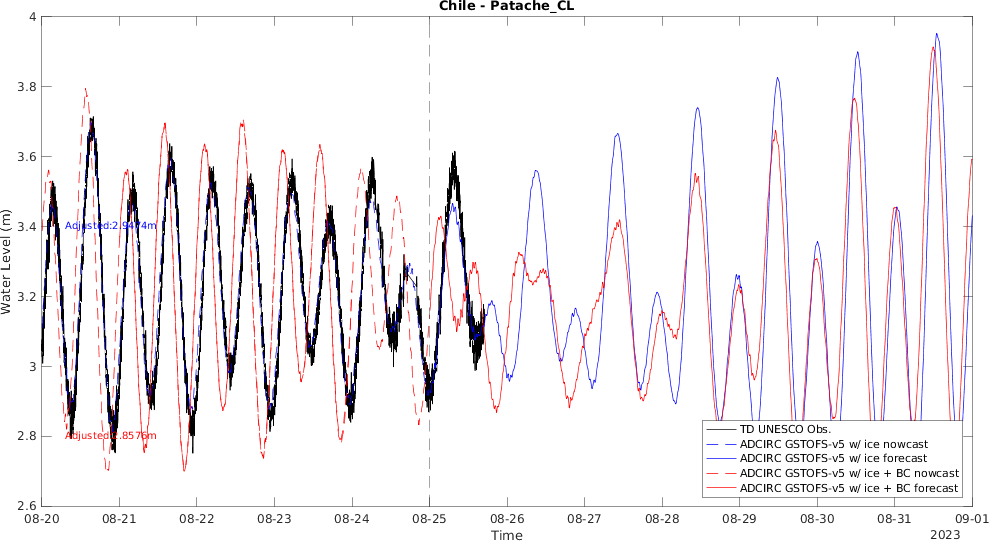 Chile - Patache_CL
4
3.8
3.6
3.4
3.2
3
2.8
2.6
Water Level (m)
Adjusted:2.9474m
Adjusted:2.8576m
TD UNESCO Obs.
ADCIRC GSTOFS-v5 w/ ice nowcast
ADCIRC GSTOFS-v5 w/ ice forecast
ADCIRC GSTOFS-v5 w/ ice + BC nowcast
ADCIRC GSTOFS-v5 w/ ice + BC forecast
08-20 08-21 08-22 08-23 08-24 08-25 08-26 08-27 08-28 08-29 08-30 08-31 09-01
Time
2023